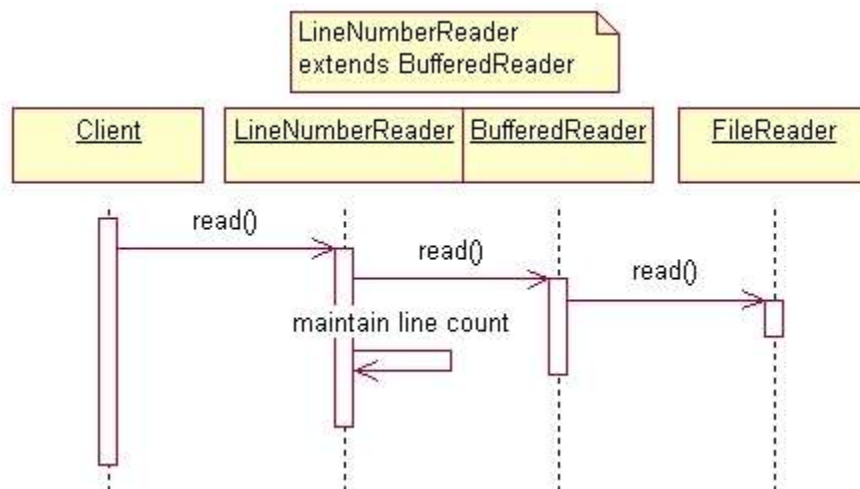 LineNumberReader
extends BufferedReader
Client
LineNumberReader
BufferedReader
FileReader
read()
read()
read()
maintain line count